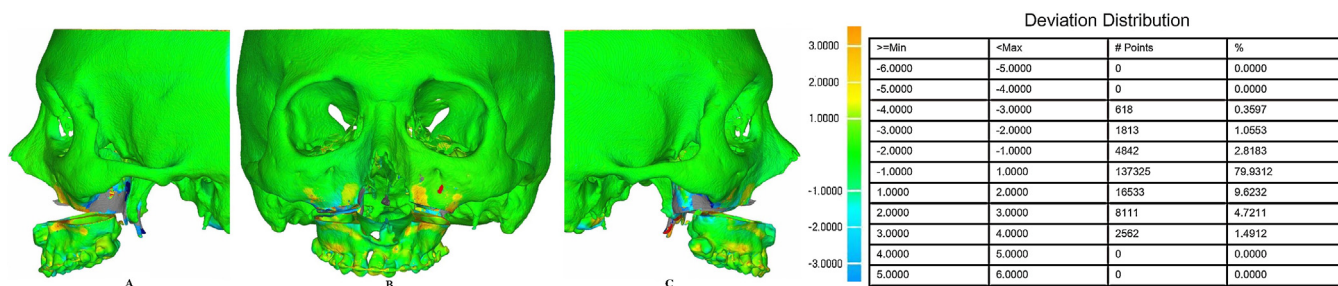 A
B
C
3.0000
2.0000
1.0000
-1.0000
-2.0000
-3.0000
Deviation Distribution
>=Min <Max # Points %
-6.0000 -5.0000 0 0.0000
-5.0000 -4.0000 0 0.0000
-4.0000 -3.0000 618 0.3597
-3.0000 -2.0000 1813 1.0553
-2.0000 -1.0000 4842 2.8183
-1.0000 1.0000 137325 79.9312
1.0000 2.0000 16533 9.6232
2.0000 3.0000 8111 4.7211
3.0000 4.0000 2562 1.4912
4.0000 5.0000 0 0.0000
5.0000 6.0000 0 0.0000